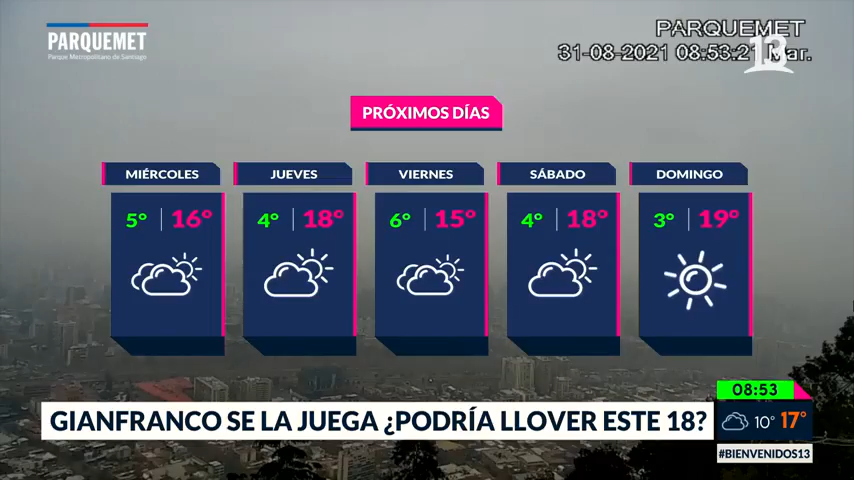 PARQUEMET
Parque Metropolitano de Santiago
PARQUEMET
31-08-2021 08:53:21 Mar.
13
PRÓXIMOS DÍAS
MIÉRCOLES
5° 16°
JUEVES
4° 18°
VIERNES
6° 15°
SÁBADO
4° 18°
DOMINGO
3° 19°
08:53
GIANFRANCO SE LA JUEGA ¿PODRÍA LLOVER ESTE 18?
10° 17°
#BIENVENIDOS13